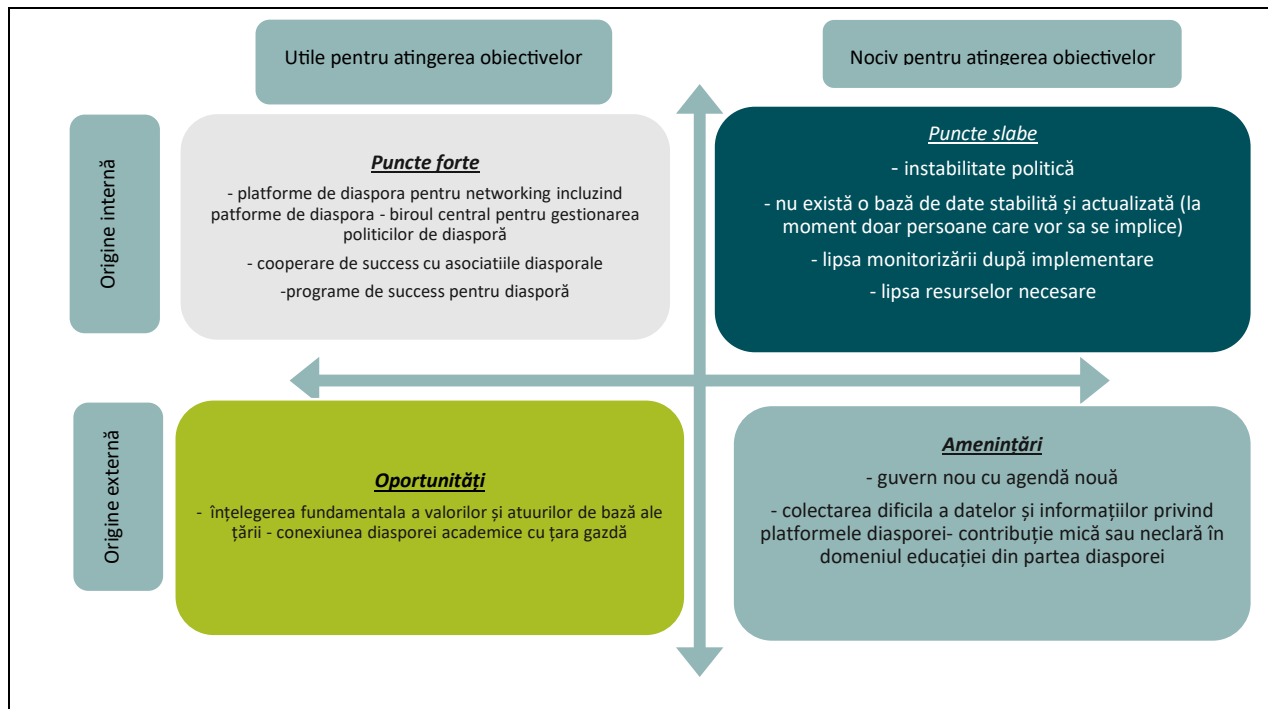 Utile pentru atingerea obiectivelor
Nociv pentru atingerea obiectivelor
Origine internă
Puncte forte
- platforme de diaspora pentru networking incluzind
patforme de diaspora - biroul central pentru gestionarea
politicilor de diasporă
- cooperare de success cu asociatiile diasporale
-programe de success pentru diasporă
Puncte slabe
- instabilitate politică
- nu există o bază de date stabilită și actualizată (la
moment doar persoane care vor sa se implice)
- lipsa monitorizării după implementare
- lipsa resurselor necesare
Origine externă
Oportunități
- înțelegerea fundamentala a valorilor și atuurilor de bază ale
țării - conexiunea diasporei academice cu țara gazdă
Amenințări
- guvern nou cu agendă nouă
- colectarea dificila a datelor și informațiilor privind
platformele diasporei- contribuție mică sau neclară în
domeniul educației din partea diasporei